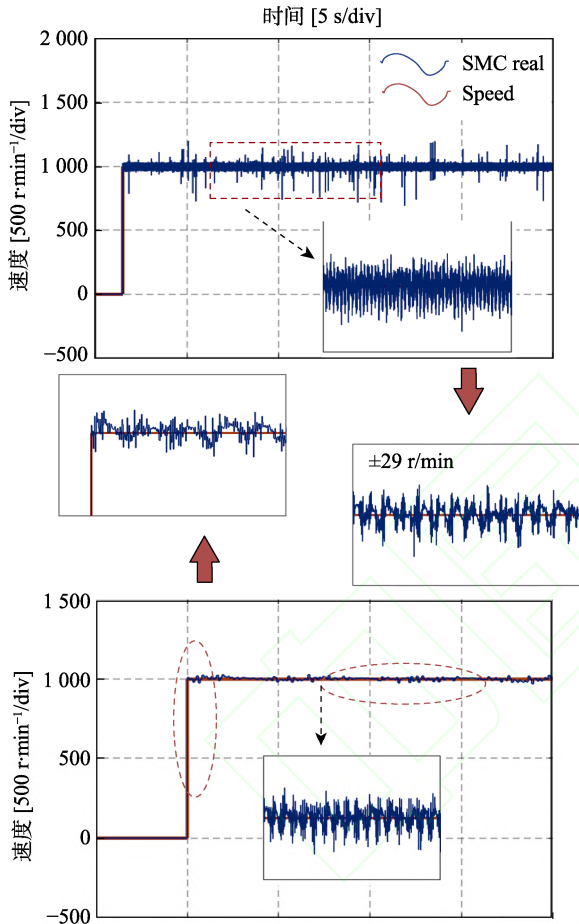 时间 [5 s/div]
2 000
1 500
1 000
500
0
−500
速度 [500 r·min⁻¹/div]
SMC real
Speed
±29 r/min
1 500
1 000
500
0
−500
速度 [500 r·min⁻¹/div]